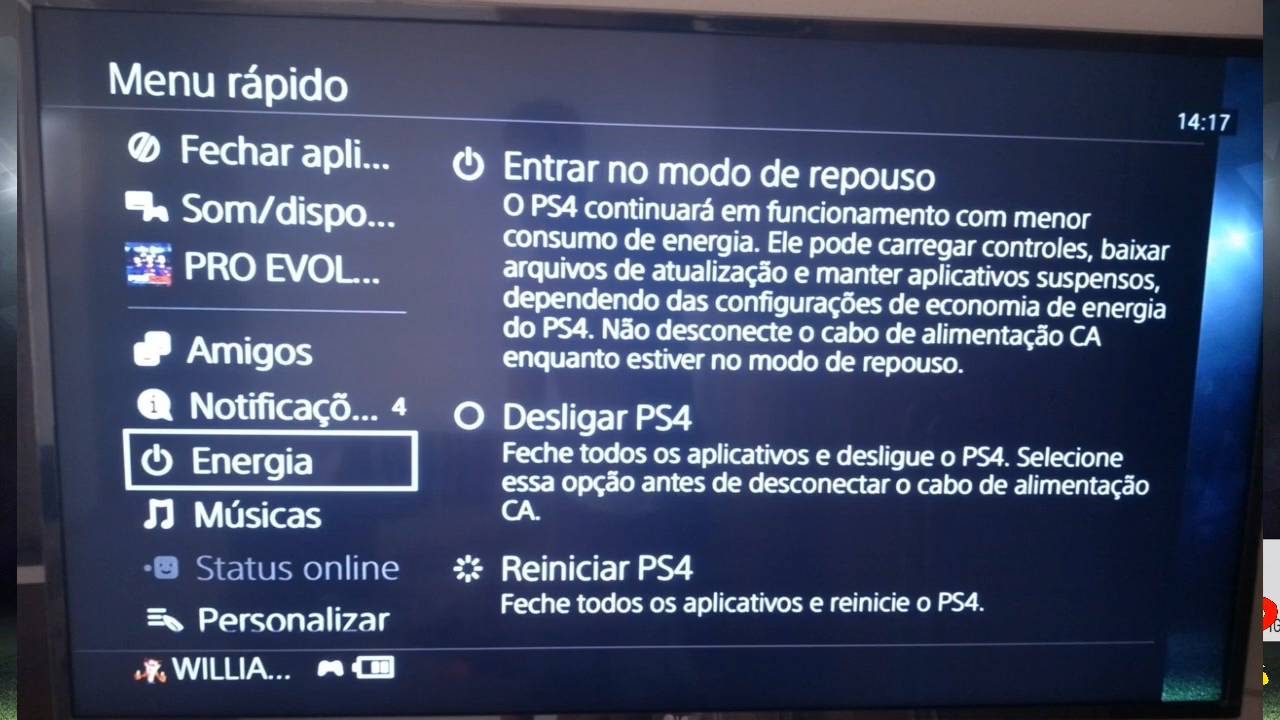 Menu rápido
14:17
Fechar apli...
Som/dispo...
PRO EVOL...
Amigos
Notificaçõ... 4
Energia
Músicas
Status online
Personalizar
WILLIA...
Entrar no modo de repouso
O PS4 continuará em funcionamento com menor
consumo de energia. Ele pode carregar controles, baixar
arquivos de atualização e manter aplicativos suspensos,
dependendo das configurações de economia de energia
do PS4. Não desconecte o cabo de alimentação CA
enquanto estiver no modo de repouso.
Desligar PS4
Feche todos os aplicativos e desligue o PS4. Selecione
essa opção antes de desconectar o cabo de alimentação
CA.
Reiniciar PS4
Feche todos os aplicativos e reinicie o PS4.